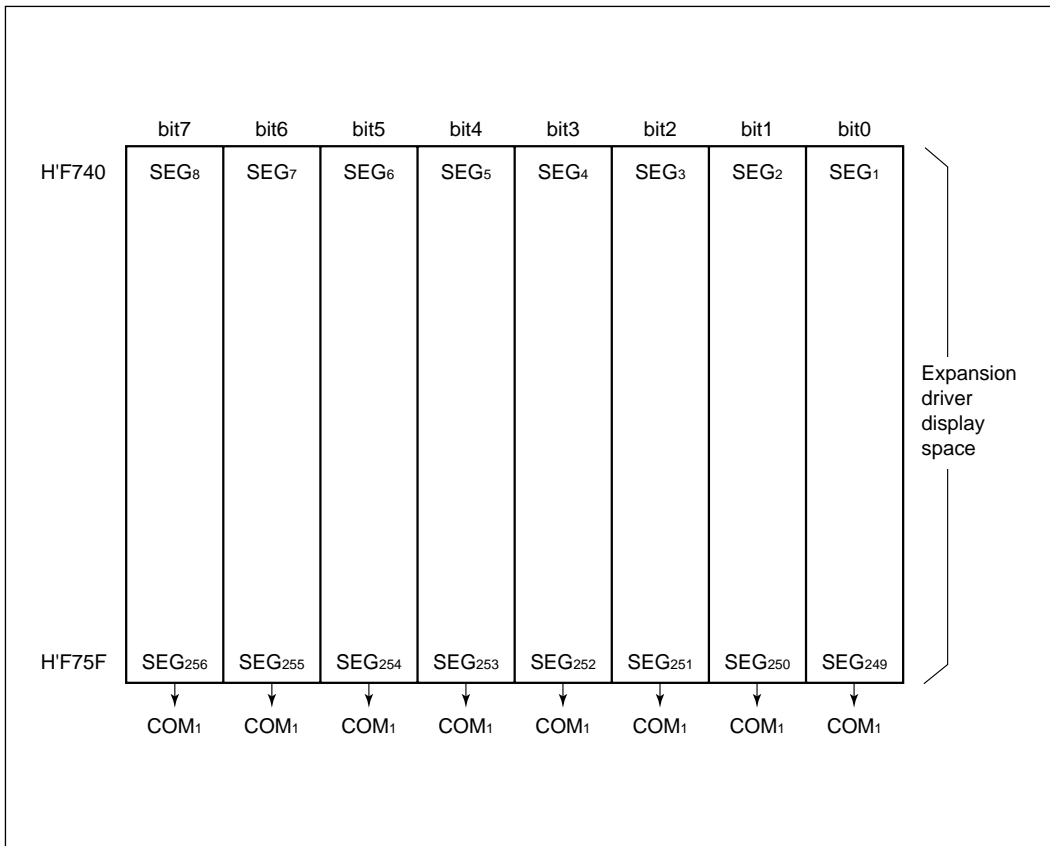 bit7 bit6 bit5 bit4 bit3 bit2 bit1 bit0
H'F740 SEG8 SEG7 SEG6 SEG5 SEG4 SEG3 SEG2 SEG1
Expansion
driver
display
space
H'F75F SEG256 SEG255 SEG254 SEG253 SEG252 SEG251 SEG250 SEG249
COM1 COM1 COM1 COM1 COM1 COM1 COM1 COM1